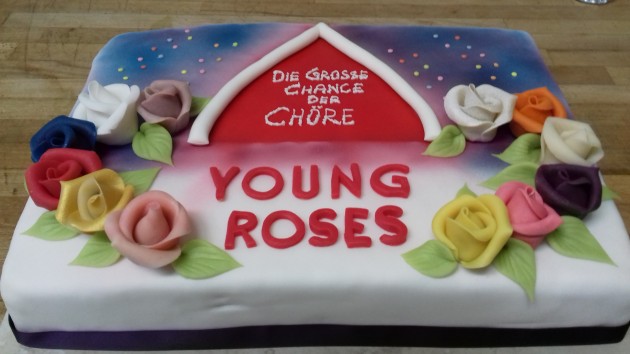 DIE GROSSE
CHANCE
DER
CHÖRE
YOUNG
ROSES